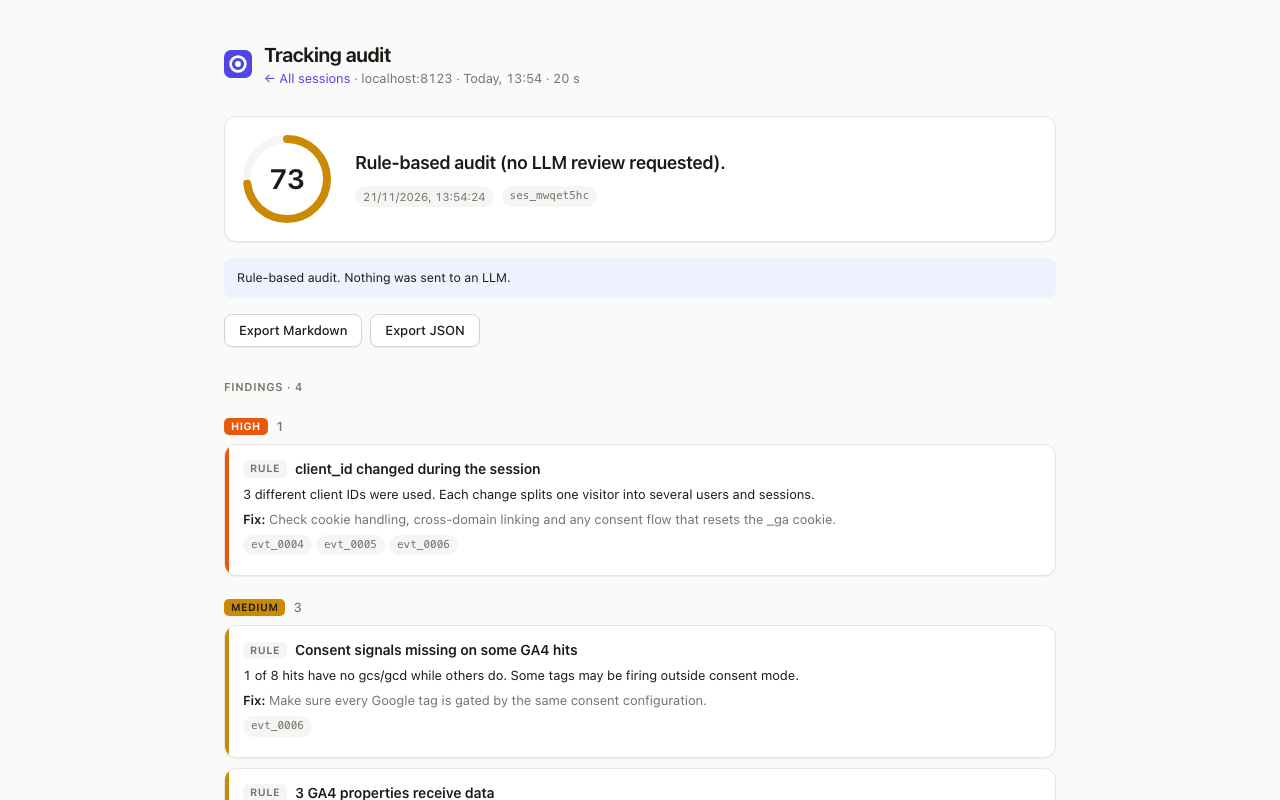 Tracking audit
← All sessions · localhost:8123 · Today, 13:54 · 20 s
73
Rule-based audit (no LLM review requested).
21/11/2026, 13:54:24 ses_mwqet5hc
Rule-based audit. Nothing was sent to an LLM.
Export Markdown Export JSON
FINDINGS · 4
HIGH 1
RULE client_id changed during the session
3 different client IDs were used. Each change splits one visitor into several users and sessions.
Fix: Check cookie handling, cross-domain linking and any consent flow that resets the _ga cookie.
evt_0004 evt_0005 evt_0006
MEDIUM 3
RULE Consent signals missing on some GA4 hits
1 of 8 hits have no gcs/gcd while others do. Some tags may be firing outside consent mode.
Fix: Make sure every Google tag is gated by the same consent configuration.
evt_0006
RULE 3 GA4 properties receive data